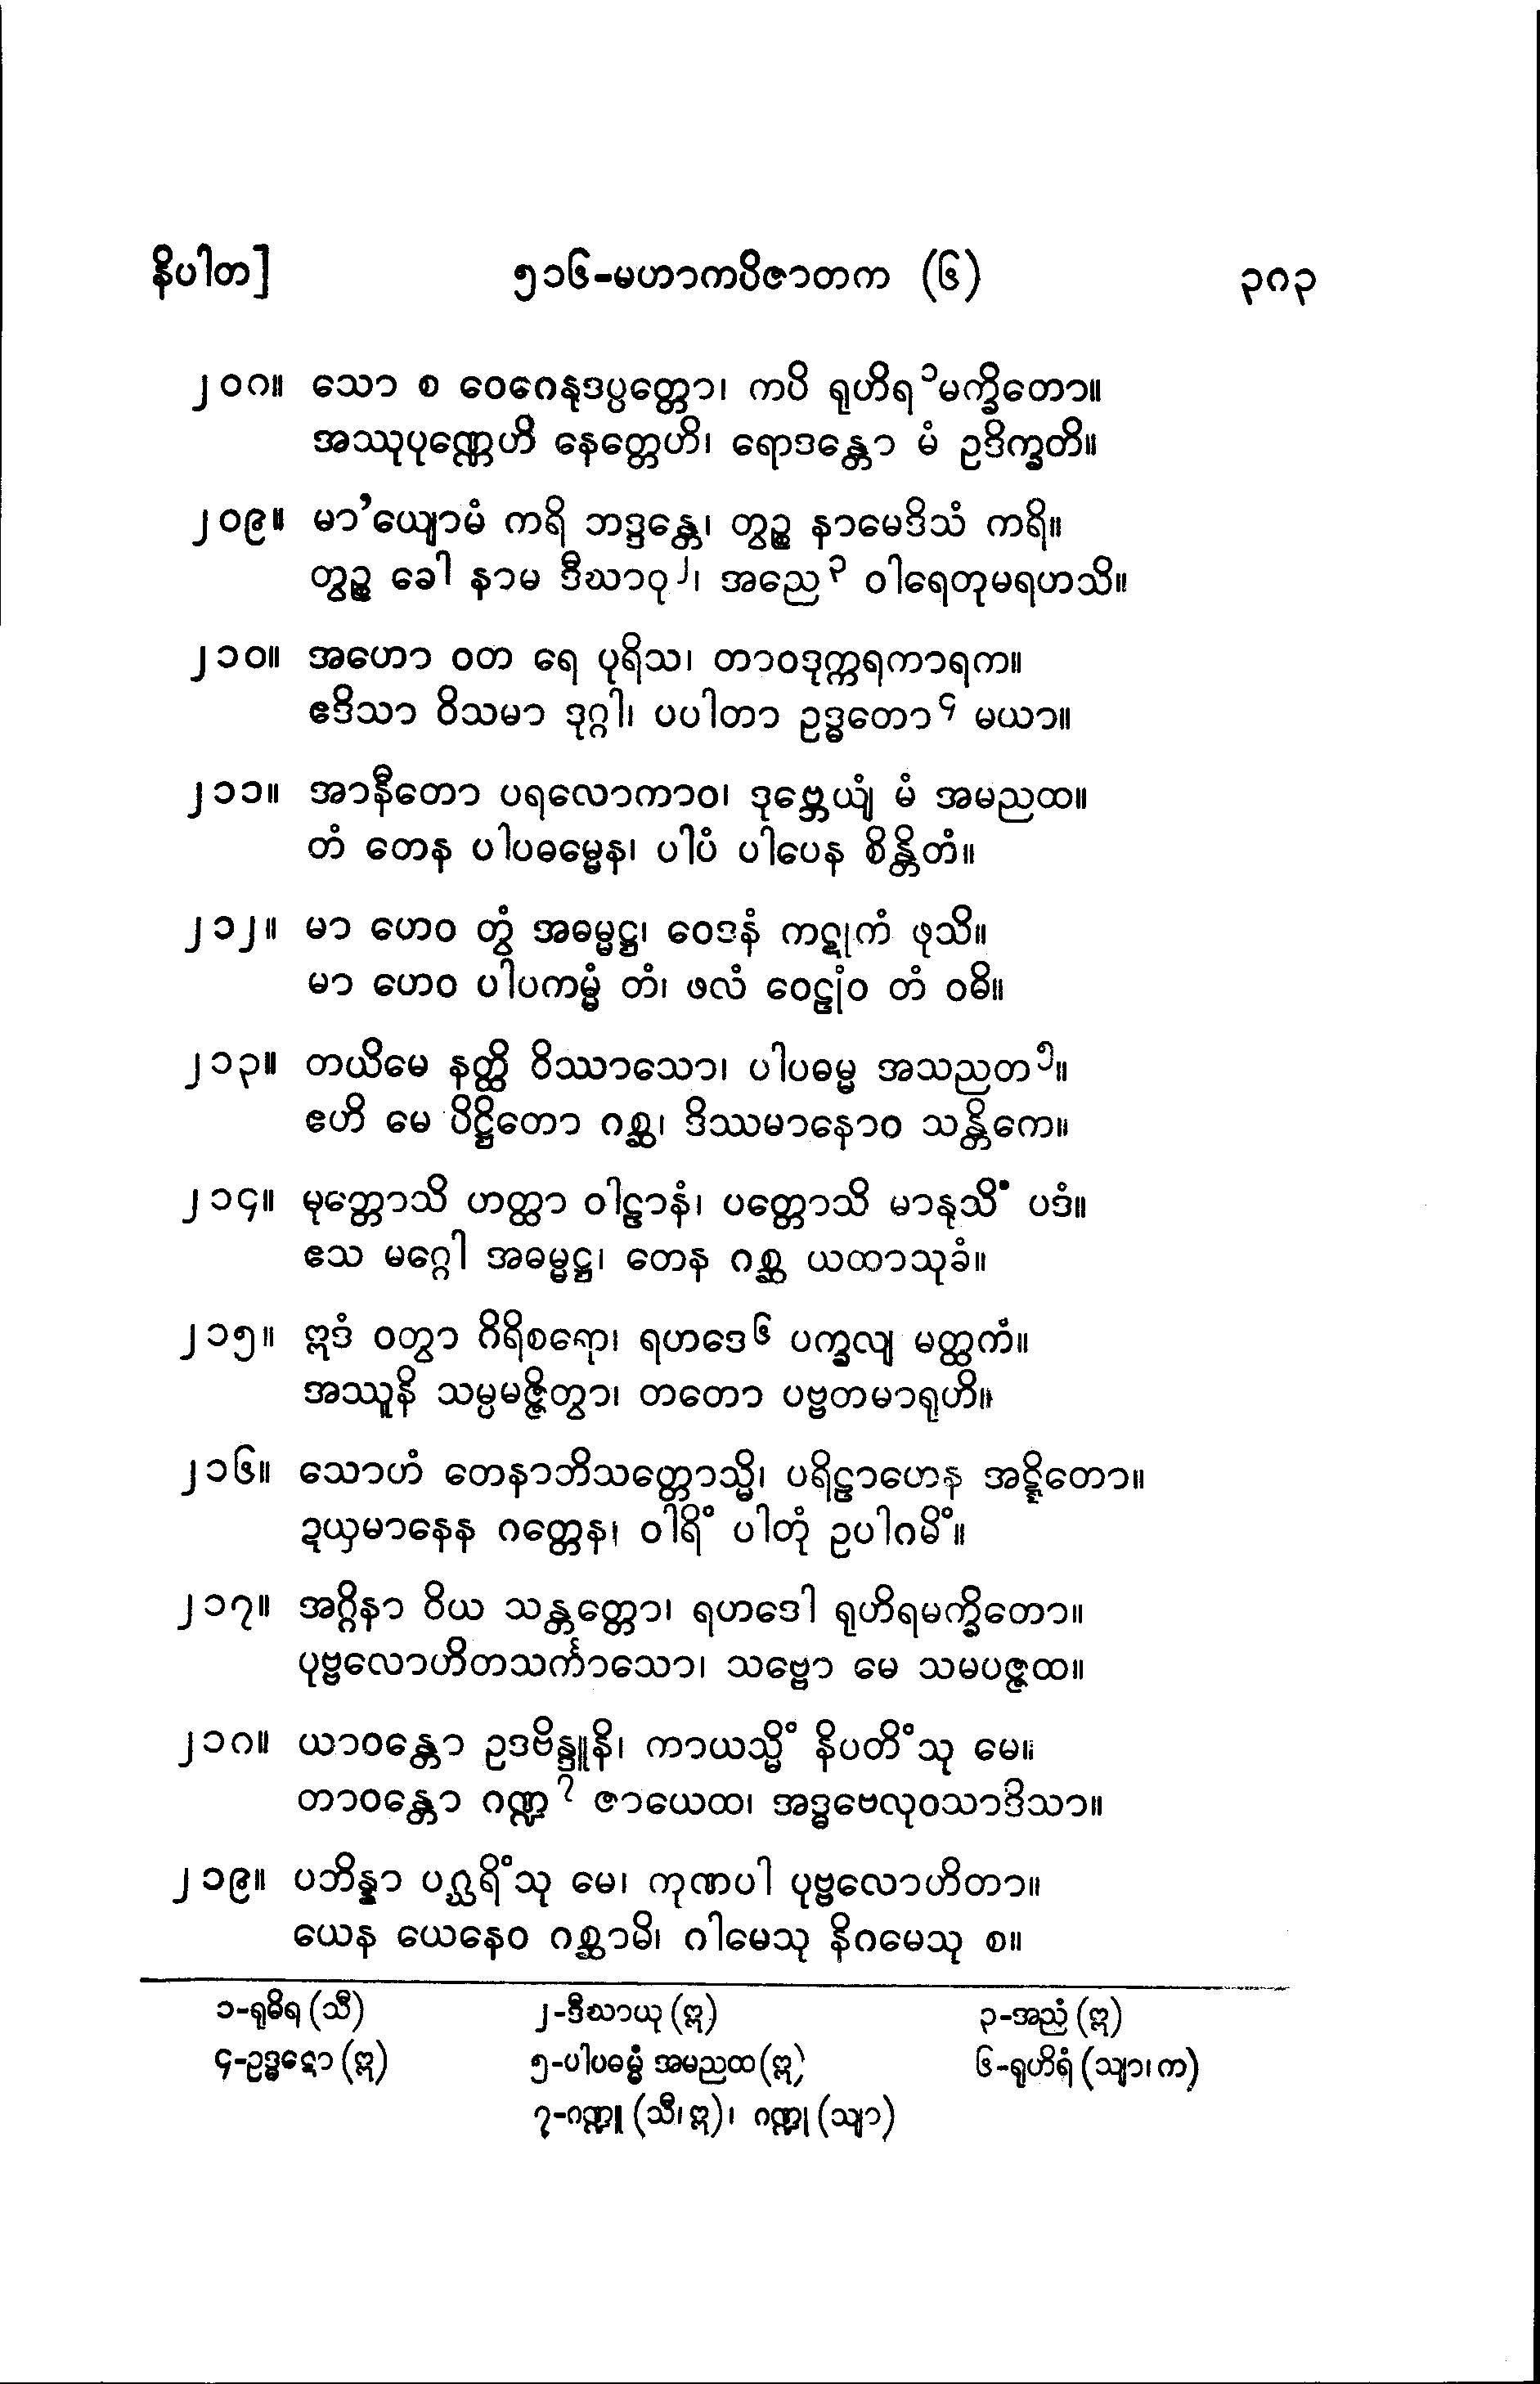 နိပါတ]	၅၁၆-မဟာကပိဇာတက (၆)	၃၈၃
၂၀၈။ သော စ ဝေဂေနုဒပ္ပတ္တော၊ ကပိ ရုဟိရ၁မက္ခိတော။
အဿုပုဏ္ဏေဟိ နေတ္တေဟိ၊ ရောဒန္တော မံ ဥဒိက္ခတိ။
၂၀၉။ မာ'ယျောမံ ကရိ ဘဒ္ဒန္တေ၊ တွဉ္စ နာမေဒိသံ ကရိ။
တွဉ္စ ခေါ နာမ ဒီဃာဝု၂၊ အညေ၃ ဝါရေတုမရဟသိ။
၂၁၀။ အဟော ဝတ ရေ ပုရိသ၊ တာဝဒုက္ကရကာရက။
ဧဒိသာ ဝိသမာ ဒုဂ္ဂါ၊ ပပါတာ ဥဒ္ဓတော၄ မယာ။
၂၁၁။ အာနီတော ပရလောကာဝ၊ ဒုဗ္ဘေယျံ မံ အမညထ။
တံ တေန ပါပဓမ္မေန၊ ပါပံ ပါပေန စိန္တိတံ။
၂၁၂။ မာ ဟေဝ တွံ အဓမ္မဋ္ဌ၊ ဝေဒနံ ကဋုကံ ဖုသိ။
မာ ဟေဝ ပါပကမ္မံ တံ၊ ဖလံ ဝေဠုံဝ တံ ဝဓိ။
၂၁၃။ တယိမေ နတ္ထိ ဝိဿာသော၊ ပါပဓမ္မ အသညတ၅။
ဧဟိ မေ ပိဋ္ဌိတော ဂစ္ဆ၊ ဒိဿမာနောဝ သန္တိကေ။
၂၁၄။ မုတ္တောသိ ဟတ္ထာ ဝါဠာနံ၊ ပတ္တောသိ မာနုသိံ ပဒံ။
ဧသ မဂ္ဂေါ အဓမ္မဋ္ဌ၊ တေန ဂစ္ဆ ယထာသုခံ။
၂၁၅။ ဣဒံ ဝတွာ ဂိရိစရော၊ ရဟဒေ၆ ပက္ခလျ မတ္ထကံ။
အဿူနိ သမ္ပမဇ္ဇိတွာ၊ တတော ပဗ္ဗတမာရုဟိ။
၂၁၆။ သောဟံ တေနာဘိသတ္တောသ္မိ၊ ပရိဠာဟေန အဋ္ဋိတော။
ဍယှမာနေန ဂတ္တေန၊ ဝါရိံ ပါတုံ ဥပါဂမိံ။
၂၁၇။ အဂ္ဂိနာ ဝိယ သန္တတ္တော၊ ရဟဒေါ ရုဟိရမက္ခိတော။
ပုဗ္ဗလောဟိတသင်္ကာသော၊ သဗ္ဗော မေ သမပဇ္ဇထ။
၂၁၈။ ယာဝန္တော ဥဒဗိန္ဒူနိ၊ ကာယသ္မိံ နိပတိံသု မေ။
တာဝန္တော ဂဏ္ဍ၇ ဇာယေထ၊ အဒ္ဓဗေလုဝသာဒိသာ။
၂၁၉။ ပဘိန္နာ ပဂ္ဃရိံသု မေ၊ ကုဏပါ ပုဗ္ဗလောဟိတာ။
ယေန ယေနေဝ ဂစ္ဆာမိ၊ ဂါမေသု နိဂမေသု စ။
၁-ရုဓိရ (သီ)	၂-ဒီဃာယု (ဣ)	၃-အညံ (ဣ)
၄-ဥဒ္ဓဋော (ဣ)	၅-ပါပဓမ္မံ အမညထ (ဣ)	၆-ရုဟိရံ (သျာ၊ က)
၇-ဂဏ္ဍူ (သီ၊ ဣ)၊ ဂဏ္ဍု (သျာ)